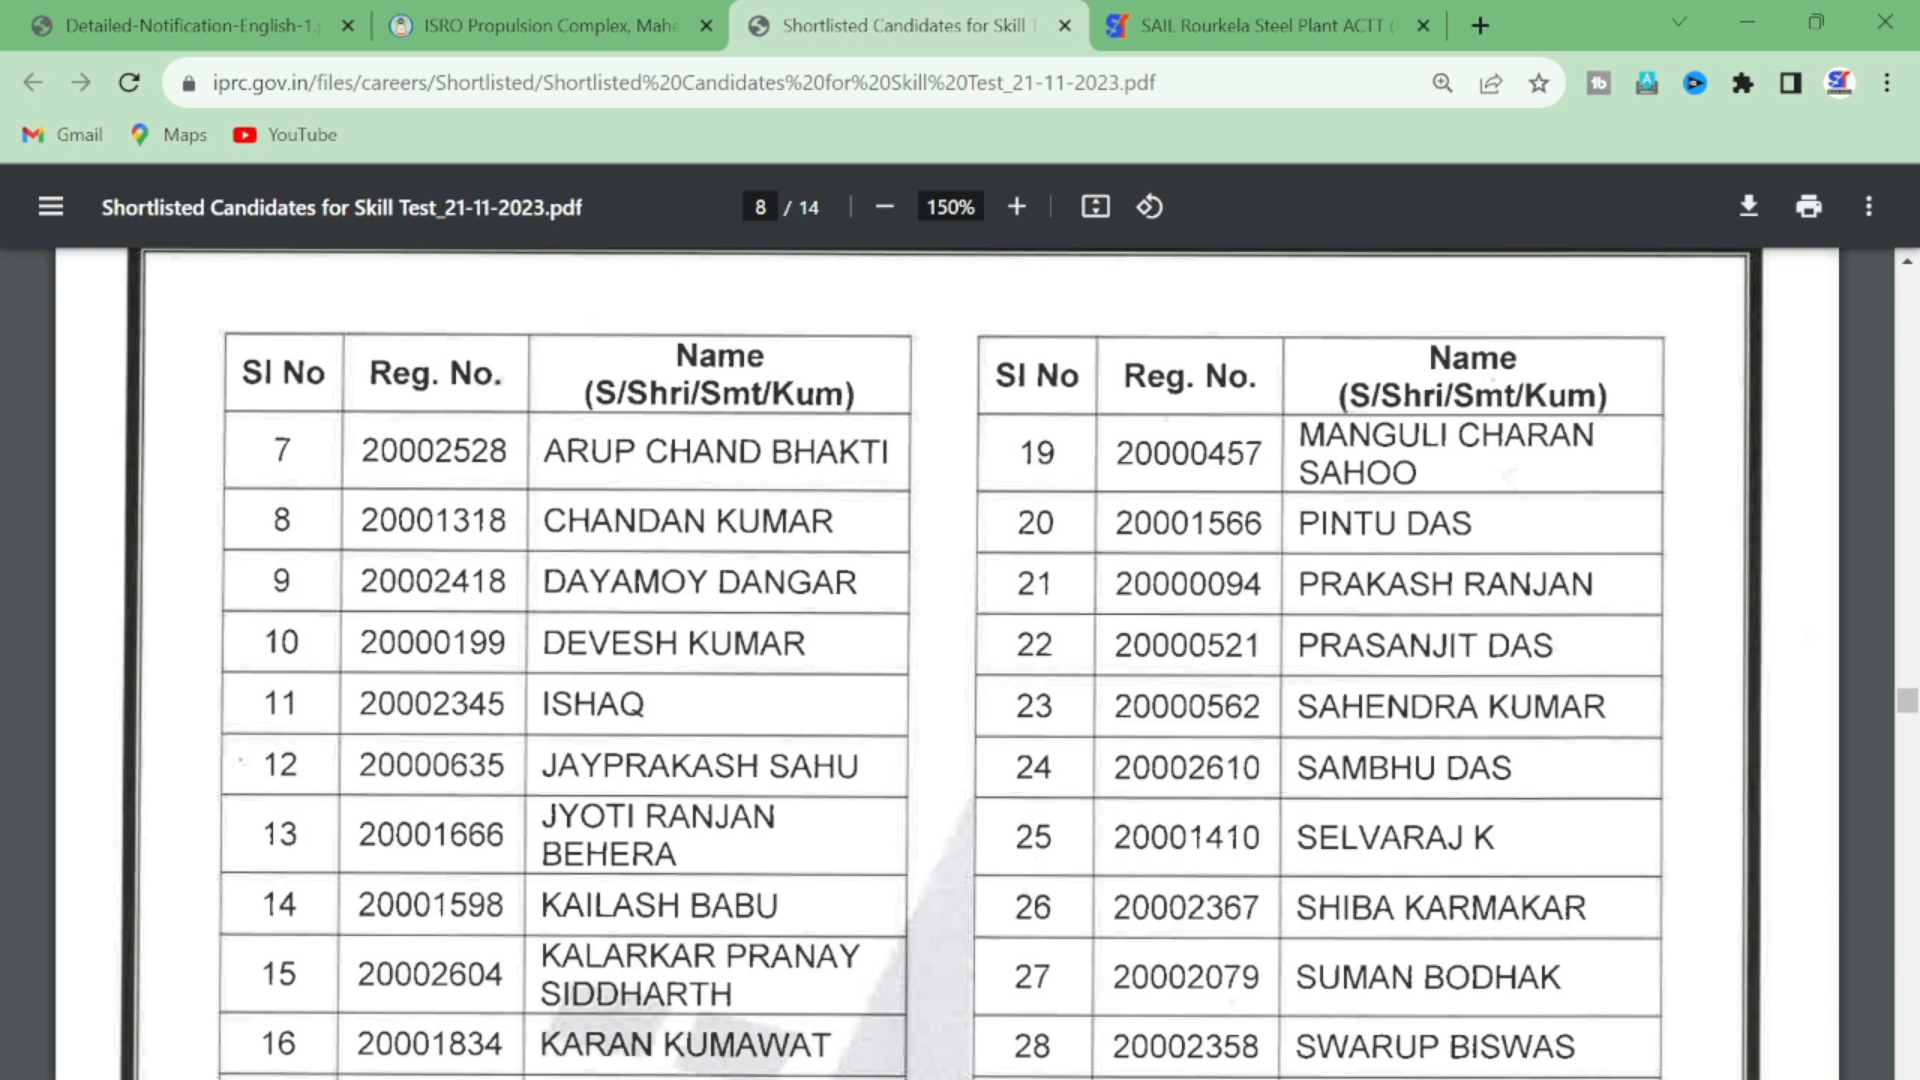 Detailed-Notification-English-1.
ISRO Propulsion Complex, Mahe
Shortlisted Candidates for Skill T
SAIL Rourkela Steel Plant ACTT (
iprc.gov.in/files/careers/Shortlisted/Shortlisted%20Candidates%20for%20Skill%20Test_21-11-2023.pdf
Gmail
Maps
YouTube
Shortlisted Candidates for Skill Test_21-11-2023.pdf
8 / 14
150%
Sl No Reg. No. Name
(S/Shri/Smt/Kum)
7 20002528 ARUP CHAND BHAKTI
8 20001318 CHANDAN KUMAR
9 20002418 DAYAMOY DANGAR
10 20000199 DEVESH KUMAR
11 20002345 ISHAQ
12 20000635 JAYPRAKASH SAHU
13 20001666 JYOTI RANJAN
BEHERA
14 20001598 KAILASH BABU
15 20002604 KALARKAR PRANAY
SIDDHARTH
16 20001834 KARAN KUMAWAT
Sl No Reg. No. Name
(S/Shri/Smt/Kum)
19 20000457 MANGULI CHARAN
SAHOO
20 20001566 PINTU DAS
21 20000094 PRAKASH RANJAN
22 20000521 PRASANJIT DAS
23 20000562 SAHENDRA KUMAR
24 20002610 SAMBHU DAS
25 20001410 SELVARAJ K
26 20002367 SHIBA KARMAKAR
27 20002079 SUMAN BODHAK
28 20002358 SWARUP BISWAS